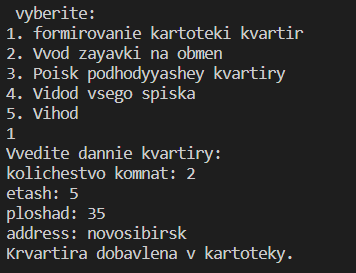 vyberite:
1. formirovanie kartoteki kvartir
2. Vvod zayavki na obmen
3. Poisk podhodyyashey kvartiry
4. Vidod vsego spiska
5. Vihod
1
Vvedite dannie kvartiry:
kolichestvo komnat: 2
etash: 5
ploshad: 35
address: novosibirsk
Krvartira dobavlena v kartoteky.